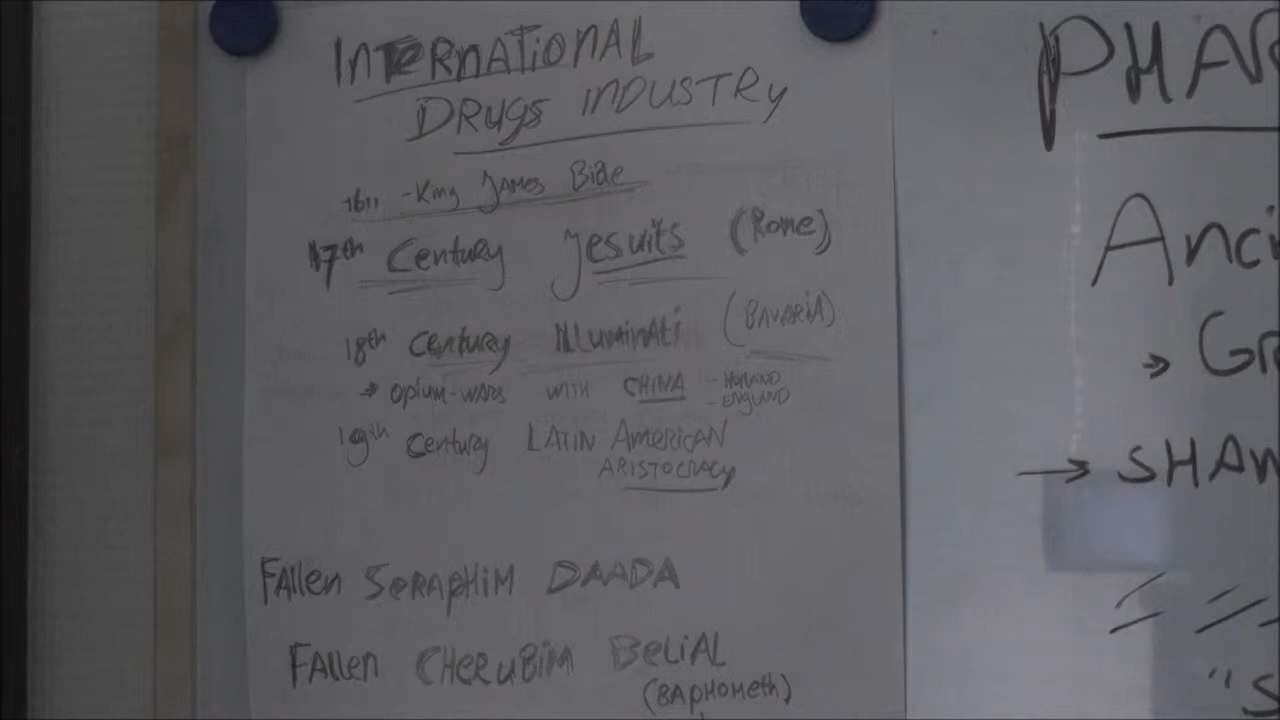 INTERNATIONAL
DRUGS INDUSTRY
1611 - King JAMES Bible
17th Century Jesuits (Rome)
18th Century Illuminati (BAVARIA)
→ OPIUM-WARS WITH CHINA - HOLLAND
- ENGLAND
19th Century LATIN AMERICAN
ARISTOCRACY
FAllen SERAPHIM DAADA
FAllen CHERUBIM BELIAL
(BAPHOMETH)
PHAR
Anci
→ GR
→ SHAM
"S